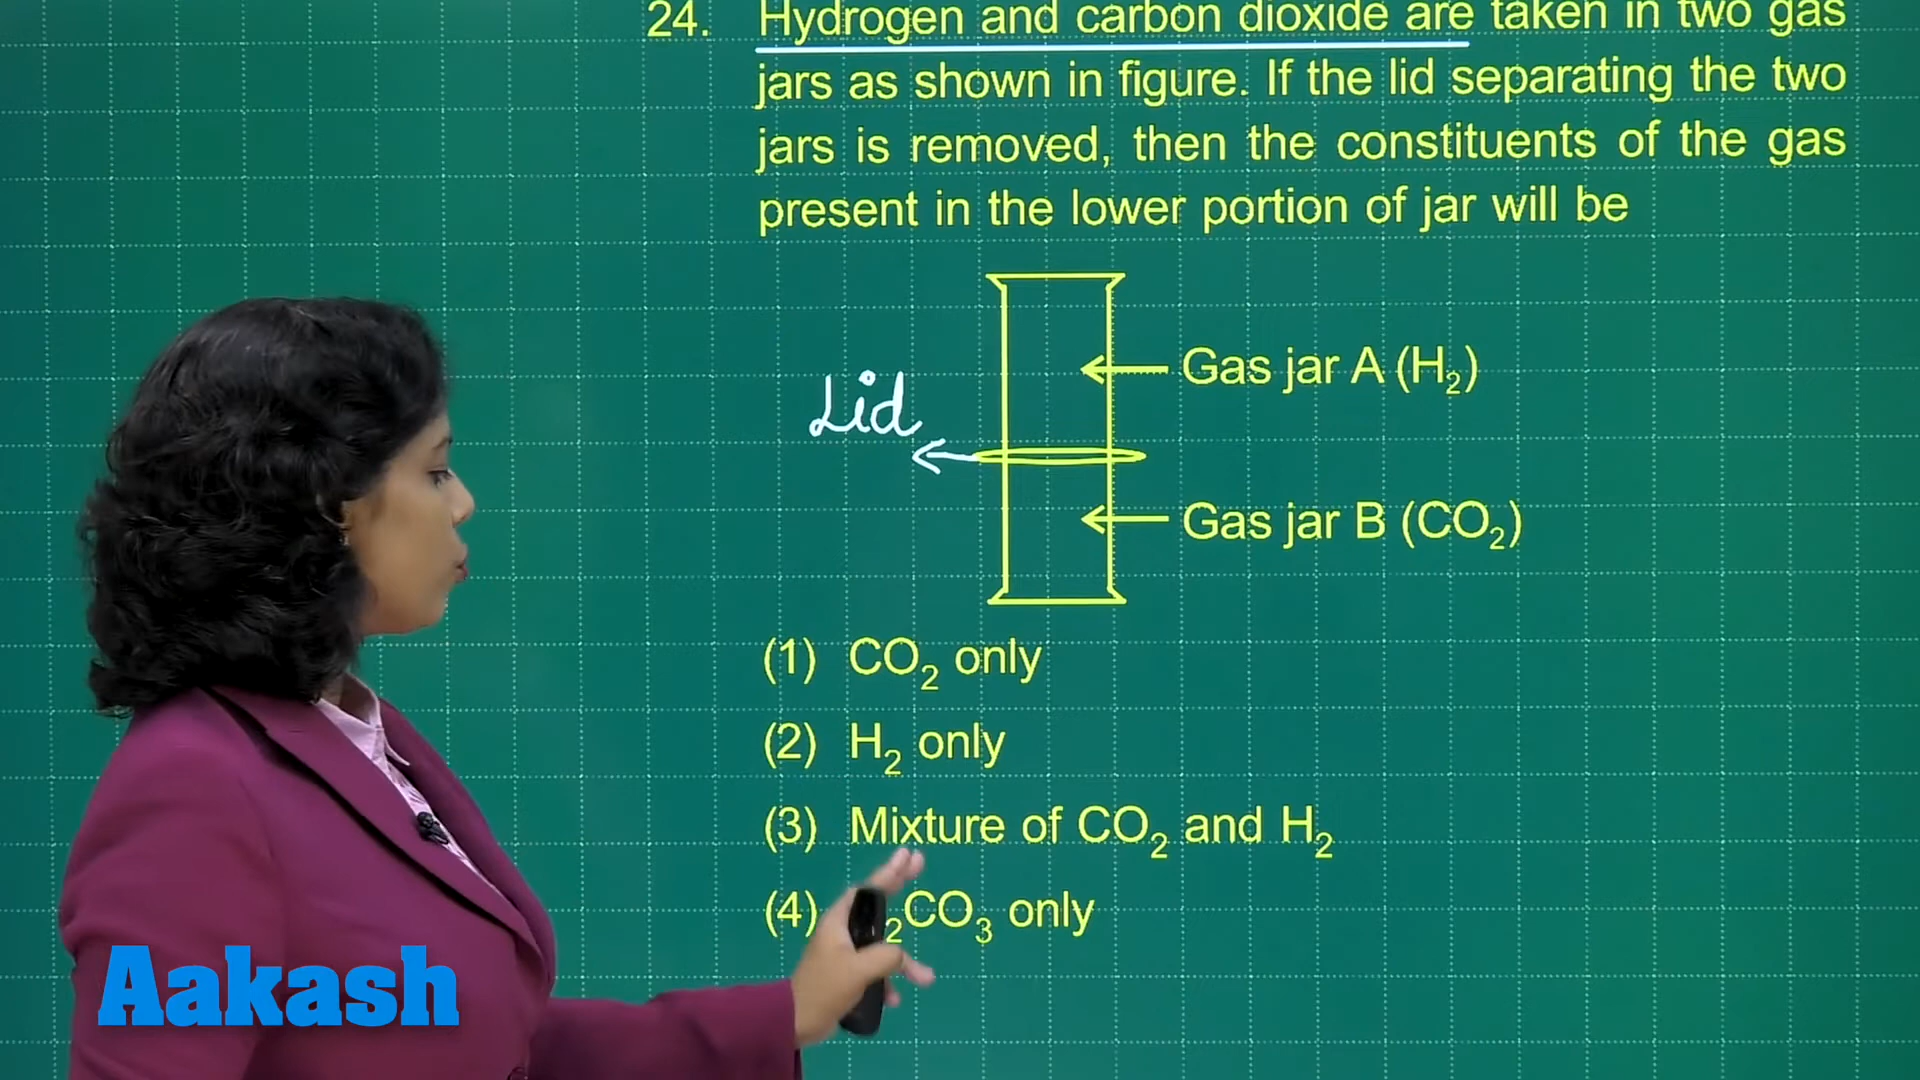 24. Hydrogen and carbon dioxide are taken in two gas
jars as shown in figure. If the lid separating the two
jars is removed, then the constituents of the gas
present in the lower portion of jar will be
Lid
Gas jar A (H₂)
Gas jar B (CO₂)
(1) CO₂ only
(2) H₂ only
(3) Mixture of CO₂ and H₂
(4) ₂CO₃ only
Aakash